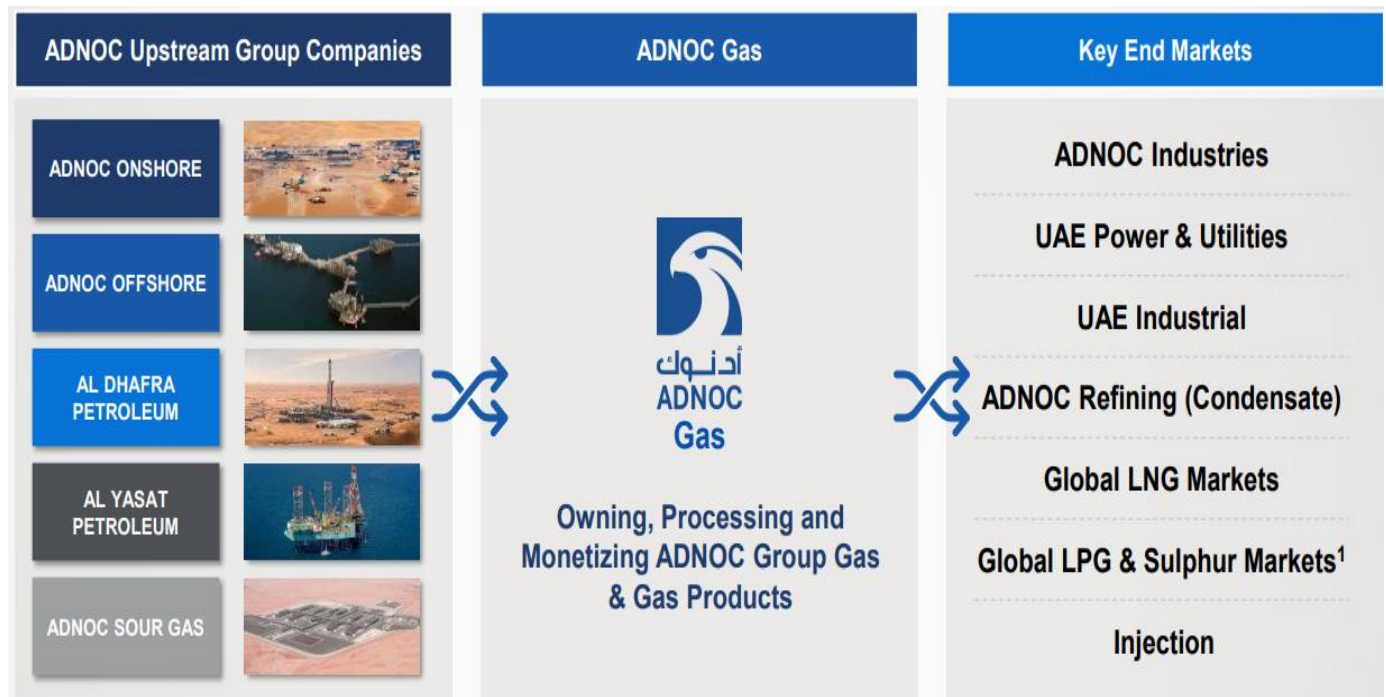 ADNOC Upstream Group Companies
ADNOC ONSHORE
ADNOC OFFSHORE
AL DHAFRA
PETROLEUM
AL YASAT
PETROLEUM
ADNOC SOUR GAS
ADNOC Gas
أدنوك
ADNOC
Gas
Owning, Processing and
Monetizing ADNOC Group Gas
& Gas Products
Key End Markets
ADNOC Industries
UAE Power & Utilities
UAE Industrial
ADNOC Refining (Condensate)
Global LNG Markets
Global LPG & Sulphur Markets¹
Injection